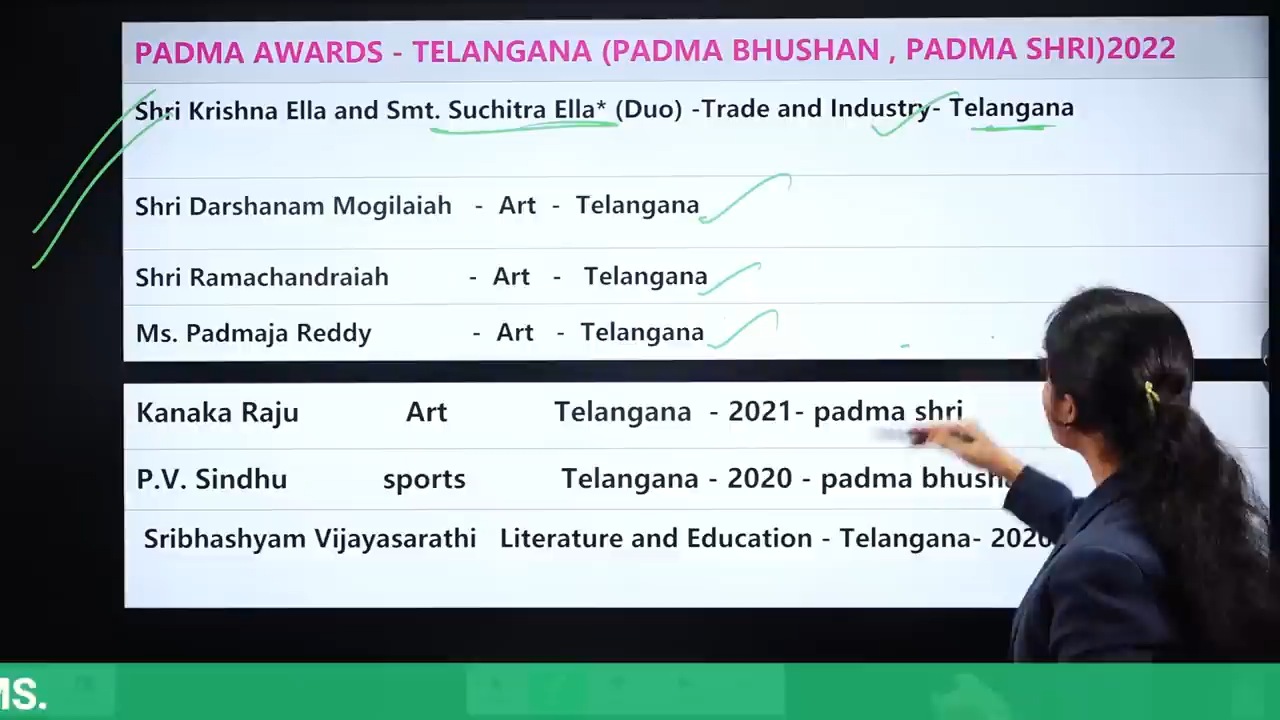 PADMA AWARDS - TELANGANA (PADMA BHUSHAN , PADMA SHRI)2022
Shri Krishna Ella and Smt. Suchitra Ella* (Duo) -Trade and Industry- Telangana
Shri Darshanam Mogilaiah - Art - Telangana
Shri Ramachandraiah - Art - Telangana
Ms. Padmaja Reddy - Art - Telangana
Kanaka Raju Art Telangana - 2021- padma shri
P.V. Sindhu sports Telangana - 2020 - padma
Sribhashyam Vijayasarathi Literature and Education - Telangana- 2020